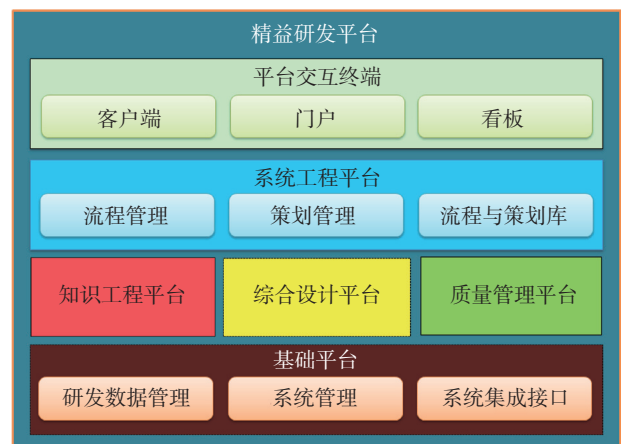 精益研发平台
平台交互终端
客户端 门户 看板
系统工程平台
流程管理 策划管理 流程与策划库
知识工程平台 综合设计平台 质量管理平台
基础平台
研发数据管理 系统管理 系统集成接口